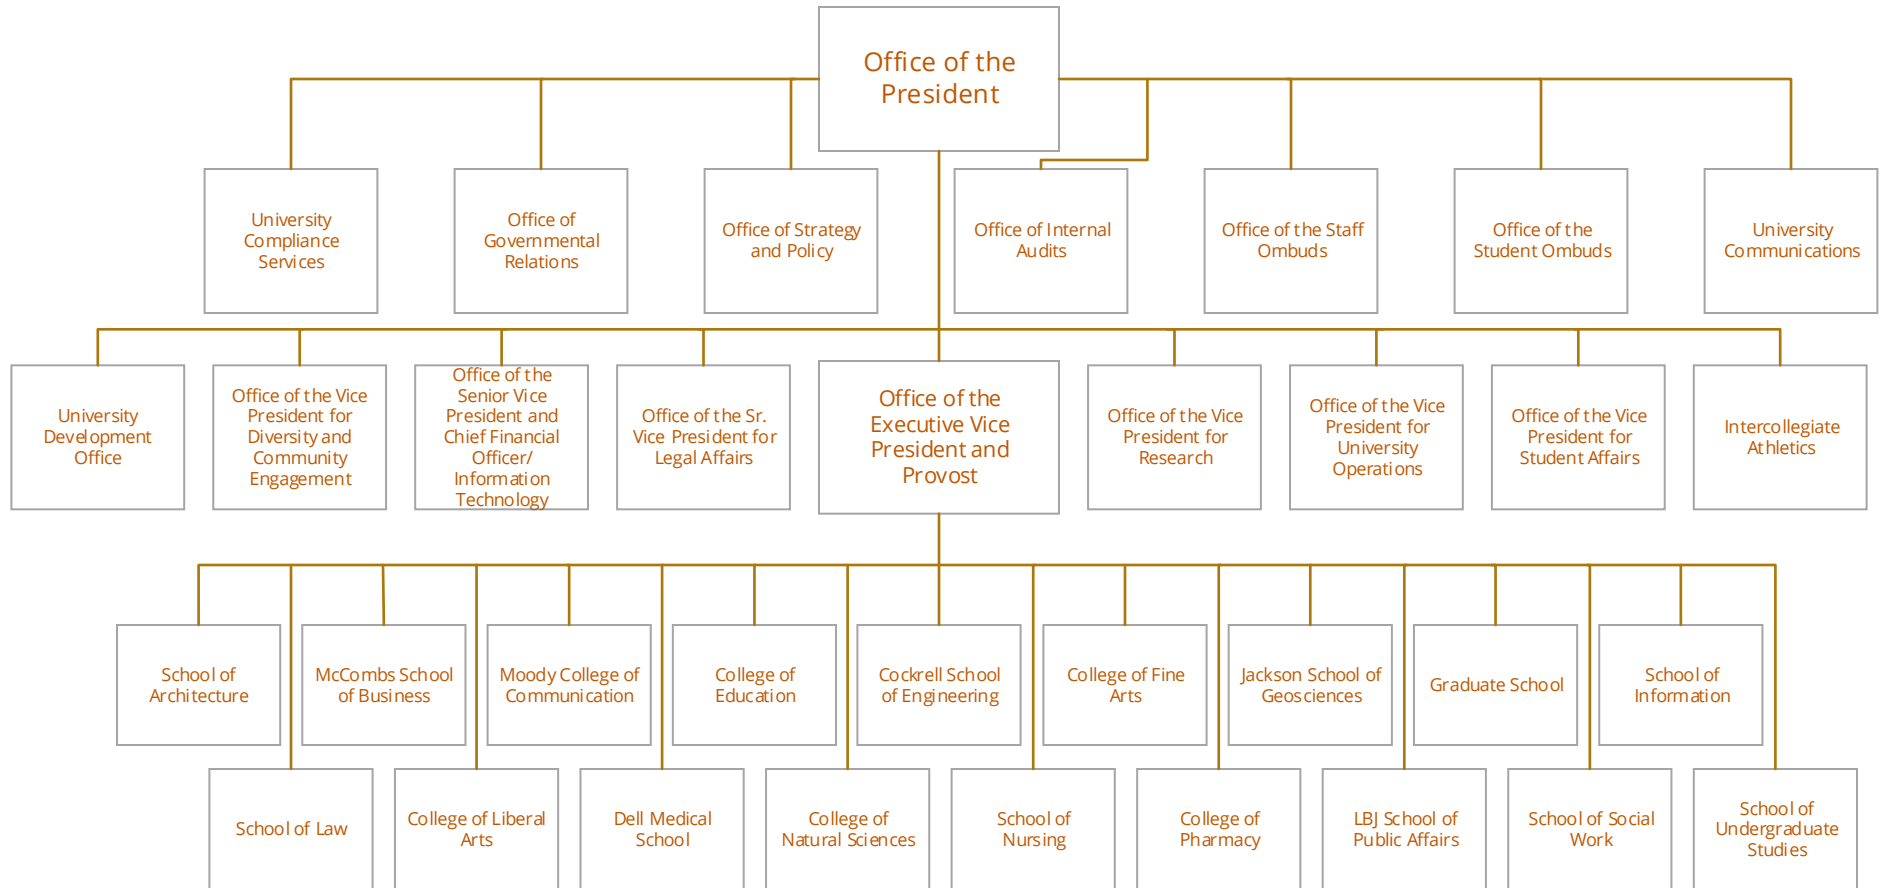 Office of the
President
University
Compliance
Services
Office of
Governmental
Relations
Office of Strategy
and Policy
Office of Internal
Audits
Office of the Staff
Ombuds
Office of the
Student Ombuds
University
Communications
University
Development
Office
Office of the Vice
President for
Diversity and
Community
Engagement
Office of the
Senior Vice
President and
Chief Financial
Officer/
Information
Technology
Office of the Sr.
Vice President for
Legal Affairs
Office of the
Executive Vice
President and
Provost
Office of the Vice
President for
Research
Office of the Vice
President for
University
Operations
Office of the Vice
President for
Student Affairs
Intercollegiate
Athletics
School of
Architecture
McCombs School
of Business
Moody College of
Communication
College of
Education
Cockrell School
of Engineering
College of Fine
Arts
Jackson School of
Geosciences
Graduate School
School of
Information
School of Law
College of Liberal
Arts
Dell Medical
School
College of
Natural Sciences
School of
Nursing
College of
Pharmacy
LBJ School of
Public Affairs
School of Social
Work
School of
Undergraduate
Studies